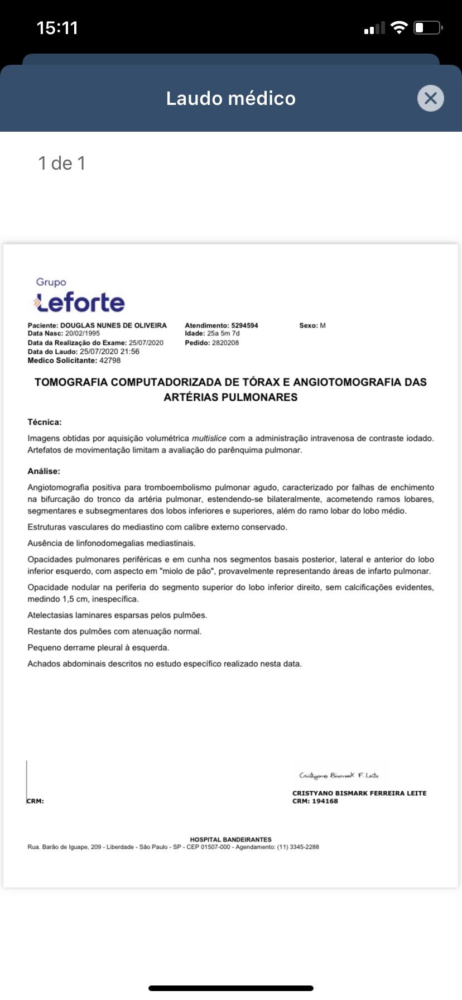 15:11
Laudo médico
1 de 1
Grupo
Leforte
Paciente: DOUGLAS NUNES DE OLIVEIRA Atendimento: 5294594 Sexo: M
Data Nasc: 20/02/1995 Idade: 25a 5m 7d
Data da Realização do Exame: 25/07/2020 Pedido: 2820208
Data do Laudo: 25/07/2020 21:56
Medico Solicitante: 42798
TOMOGRAFIA COMPUTADORIZADA DE TÓRAX E ANGIOTOMOGRAFIA DAS
ARTÉRIAS PULMONARES
Técnica:
Imagens obtidas por aquisição volumétrica multislice com a administração intravenosa de contraste iodado.
Artefatos de movimentação limitam a avaliação do parênquima pulmonar.
Análise:
Angiotomografia positiva para tromboembolismo pulmonar agudo, caracterizado por falhas de enchimento
na bifurcação do tronco da artéria pulmonar, estendendo-se bilateralmente, acometendo ramos lobares,
segmentares e subsegmentares dos lobos inferiores e superiores, além do ramo lobar do lobo médio.
Estruturas vasculares do mediastino com calibre externo conservado.
Ausência de linfonodomegalias mediastinais.
Opacidades pulmonares periféricas e em cunha nos segmentos basais posterior, lateral e anterior do lobo
inferior esquerdo, com aspecto em "miolo de pão", provavelmente representando áreas de infarto pulmonar.
Opacidade nodular na periferia do segmento superior do lobo inferior direito, sem calcificações evidentes,
medindo 1,5 cm, inespecífica.
Atelectasias laminares esparsas pelos pulmões.
Restante dos pulmões com atenuação normal.
Pequeno derrame pleural à esquerda.
Achados abdominais descritos no estudo específico realizado nesta data.
Cristyano Bismark F. Leite
CRISTYANO BISMARK FERREIRA LEITE
CRM: CRM: 194168
HOSPITAL BANDEIRANTES
Rua. Barão de Iguape, 209 - Liberdade - São Paulo - SP - CEP 01507-000 - Agendamento: (11) 3345-2288